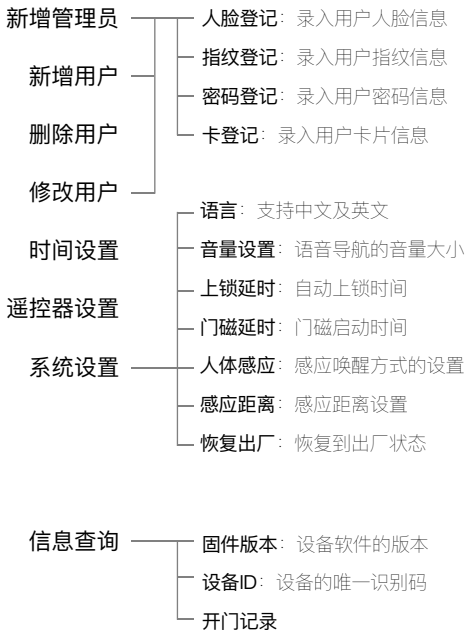 新增管理员
人脸登记：录入用户人脸信息
指纹登记：录入用户指纹信息
新增用户
密码登记：录入用户密码信息
删除用户
卡登记：录入用户卡片信息
修改用户
语言：支持中文及英文
时间设置
音量设置：语音导航的音量大小
上锁延时：自动上锁时间
遥控器设置
门磁延时：门磁启动时间
系统设置
人体感应：感应唤醒方式的设置
感应距离：感应距离设置
恢复出厂：恢复到出厂状态
信息查询
固件版本：设备软件的版本
设备ID：设备的唯一识别码
开门记录